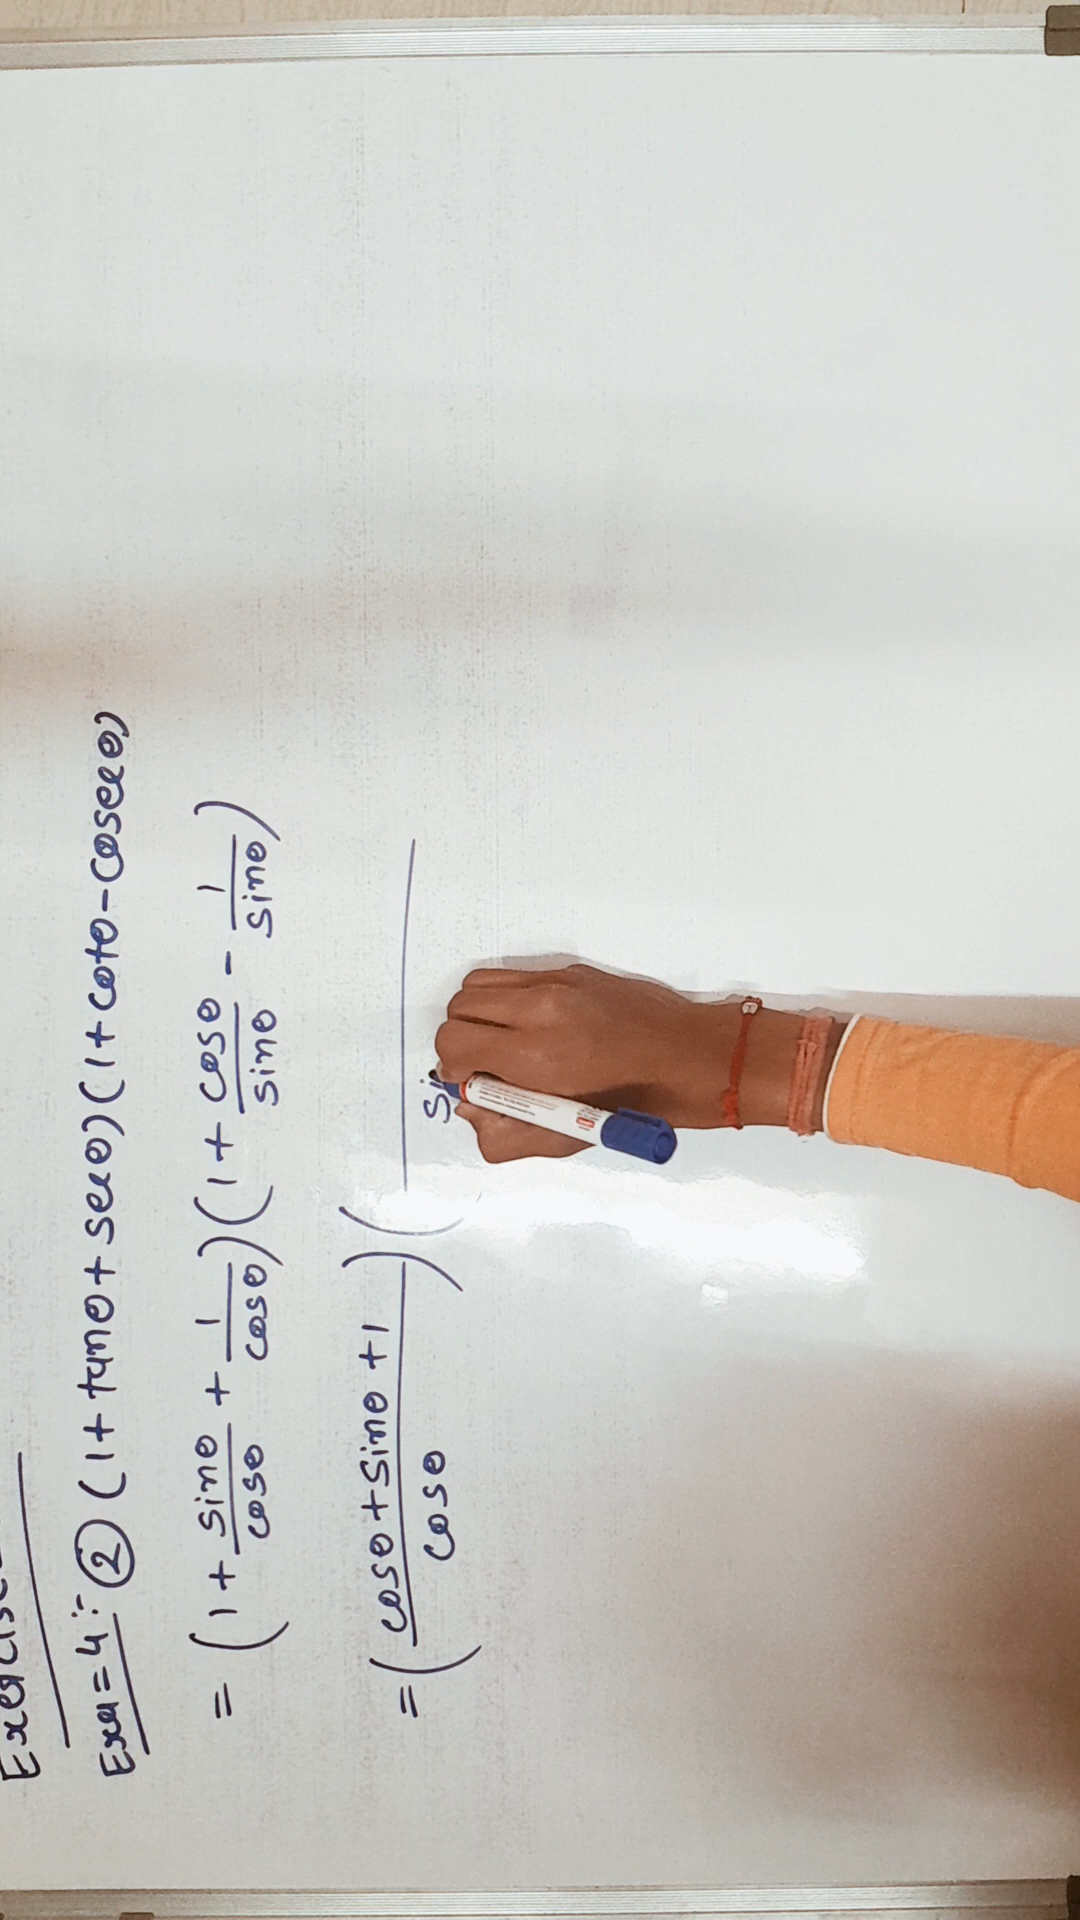 Exercise
Exa = 4 :- ② (1 + tanθ + secθ) (1 + cotθ - cosecθ)
= (1 + sinθ/cosθ + 1/cosθ) (1 + cosθ/sinθ - 1/sinθ)
= (cosθ + sinθ + 1 / cosθ) ( / Si